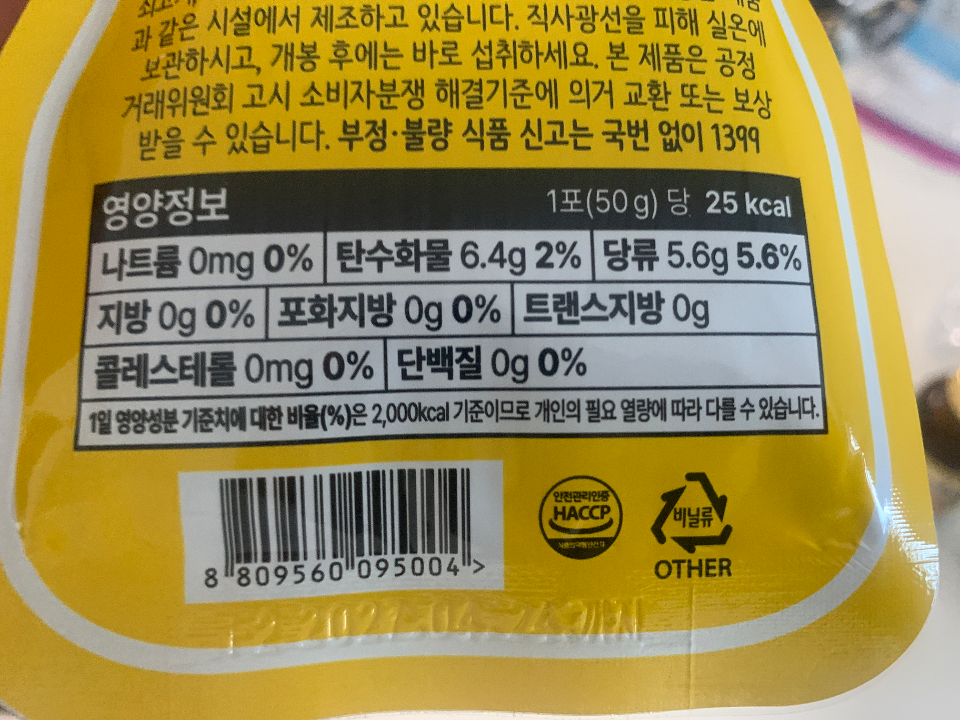 과 같은 시설에서 제조하고 있습니다. 직사광선을 피해 실온에
보관하시고, 개봉 후에는 바로 섭취하세요. 본 제품은 공정
거래위원회 고시 소비자분쟁 해결기준에 의거 교환 또는 보상
받을 수 있습니다. 부정·불량 식품 신고는 국번 없이 1399
영양정보 1포(50g) 당 25 kcal
나트륨 0mg 0% 탄수화물 6.4g 2% 당류 5.6g 5.6%
지방 0g 0% 포화지방 0g 0% 트랜스지방 0g
콜레스테롤 0mg 0% 단백질 0g 0%
1일 영양성분 기준치에 대한 비율(%)은 2,000kcal 기준이므로 개인의 필요 열량에 따라 다를 수 있습니다.
안전관리인증
HACCP
비닐류
OTHER
8 809560 095004 >